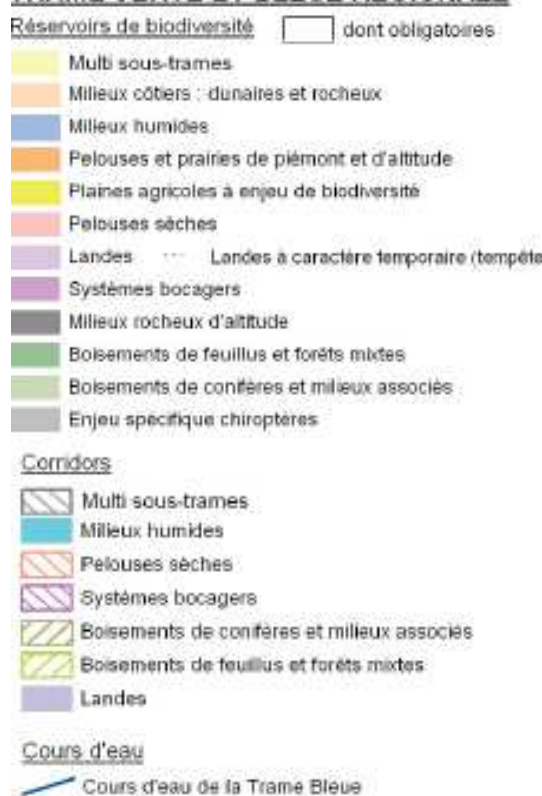 Réservoirs de biodiversité dont obligatoires
Multi sous-trames
Milieux côtiers : dunaires et rocheux
Milieux humides
Pelouses et prairies de piémont et d'altitude
Plaines agricoles à enjeu de biodiversité
Pelouses sèches
Landes --- Landes à caractère temporaire (tempête
Systèmes bocagers
Milieux rocheux d'altitude
Boisements de feuillus et forêts mixtes
Boisements de conifères et milieux associés
Enjeu spécifique chiroptères
Corridors
Multi sous-trames
Milieux humides
Pelouses sèches
Systèmes bocagers
Boisements de conifères et milieux associés
Boisements de feuillus et forêts mixtes
Landes
Cours d'eau
Cours d'eau de la Trame Bleue